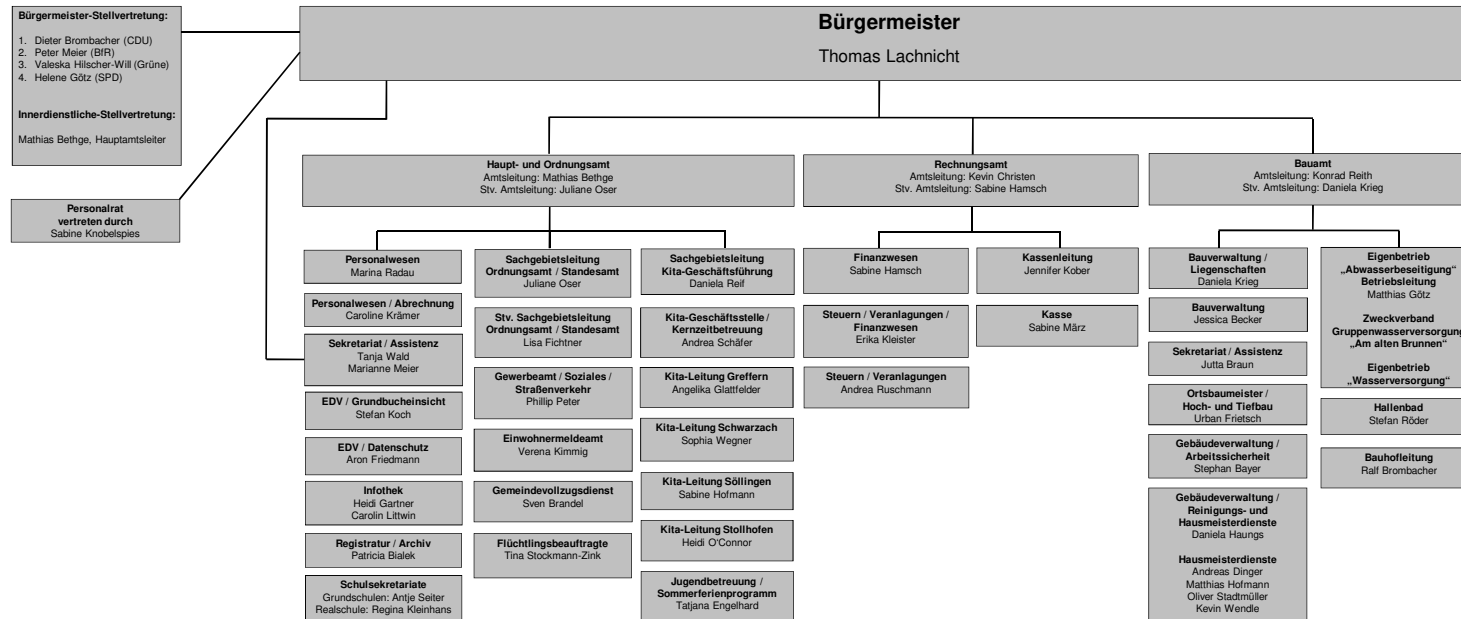 Bürgermeister-Stellvertretung:
1. Dieter Brombacher (CDU)
2. Peter Meier (BfR)
3. Valeska Hilscher-Will (Grüne)
4. Helene Götz (SPD)
Innerdienstliche-Stellvertretung:
Mathias Bethge, Hauptamtsleiter
Bürgermeister
Thomas Lachnicht
Personalrat
vertreten durch
Sabine Knobelspies
Haupt- und Ordnungsamt
Amtsleitung: Mathias Bethge
Stv. Amtsleitung: Juliane Oser
Rechnungsamt
Amtsleitung: Kevin Christen
Stv. Amtsleitung: Sabine Hamsch
Bauamt
Amtsleitung: Konrad Reith
Stv. Amtsleitung: Daniela Krieg
Personalwesen
Marina Radau
Personalwesen / Abrechnung
Caroline Krämer
Sekretariat / Assistenz
Tanja Wald
Marianne Meier
EDV / Grundbucheinsicht
Stefan Koch
EDV / Datenschutz
Aron Friedmann
Infothek
Heidi Gartner
Carolin Littwin
Registratur / Archiv
Patricia Bialek
Schulsekretariate
Grundschulen: Antje Seiter
Realschule: Regina Kleinhans
Sachgebietsleitung
Ordnungsamt / Standesamt
Juliane Oser
Stv. Sachgebietsleitung
Ordnungsamt / Standesamt
Lisa Fichtner
Gewerbeamt / Soziales /
Straßenverkehr
Phillip Peter
Einwohnermeldeamt
Verena Kimmig
Gemeindevollzugsdienst
Sven Brandel
Flüchtlingsbeauftragte
Tina Stockmann-Zink
Sachgebietsleitung
Kita-Geschäftsführung
Daniela Reif
Kita-Geschäftsstelle /
Kernzeitbetreuung
Andrea Schäfer
Kita-Leitung Greffern
Angelika Glattfelder
Kita-Leitung Schwarzach
Sophia Wegner
Kita-Leitung Söllingen
Sabine Hofmann
Kita-Leitung Stollhofen
Heidi O'Connor
Jugendbetreuung /
Sommerferienprogramm
Tatjana Engelhard
Finanzwesen
Sabine Hamsch
Steuern / Veranlagungen /
Finanzwesen
Erika Kleister
Steuern / Veranlagungen
Andrea Ruschmann
Kassenleitung
Jennifer Kober
Kasse
Sabine März
Bauverwaltung /
Liegenschaften
Daniela Krieg
Bauverwaltung
Jessica Becker
Sekretariat / Assistenz
Jutta Braun
Ortsbaumeister /
Hoch- und Tiefbau
Urban Frietsch
Gebäudeverwaltung /
Arbeitssicherheit
Stephan Bayer
Gebäudeverwaltung /
Reinigungs- und
Hausmeisterdienste
Daniela Haungs
Hausmeisterdienste
Andreas Dinger
Matthias Hofmann
Oliver Stadtmüller
Kevin Wendle
Eigenbetrieb
„Abwasserbeseitigung“
Betriebsleitung
Matthias Götz
Zweckverband
Gruppenwasserversorgung
„Am alten Brunnen“
Eigenbetrieb
„Wasserversorgung“
Hallenbad
Stefan Röder
Bauhofleitung
Ralf Brombacher